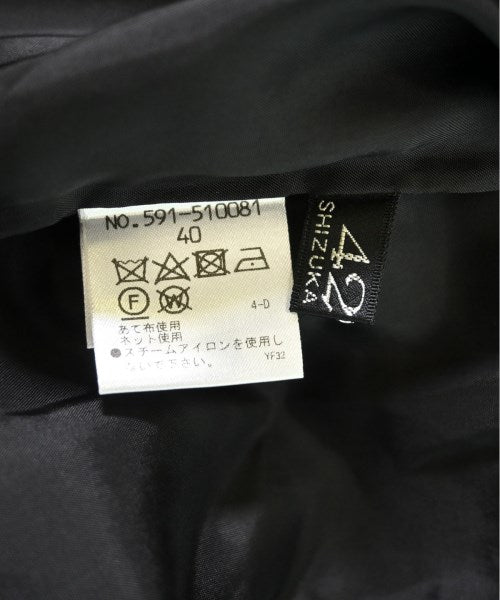 NO.591-510081
40
F W
4-D
あて布使用
ネット使用
●スチームアイロンを使用し
ないで下さい。
YF32
42
SHIZUKA